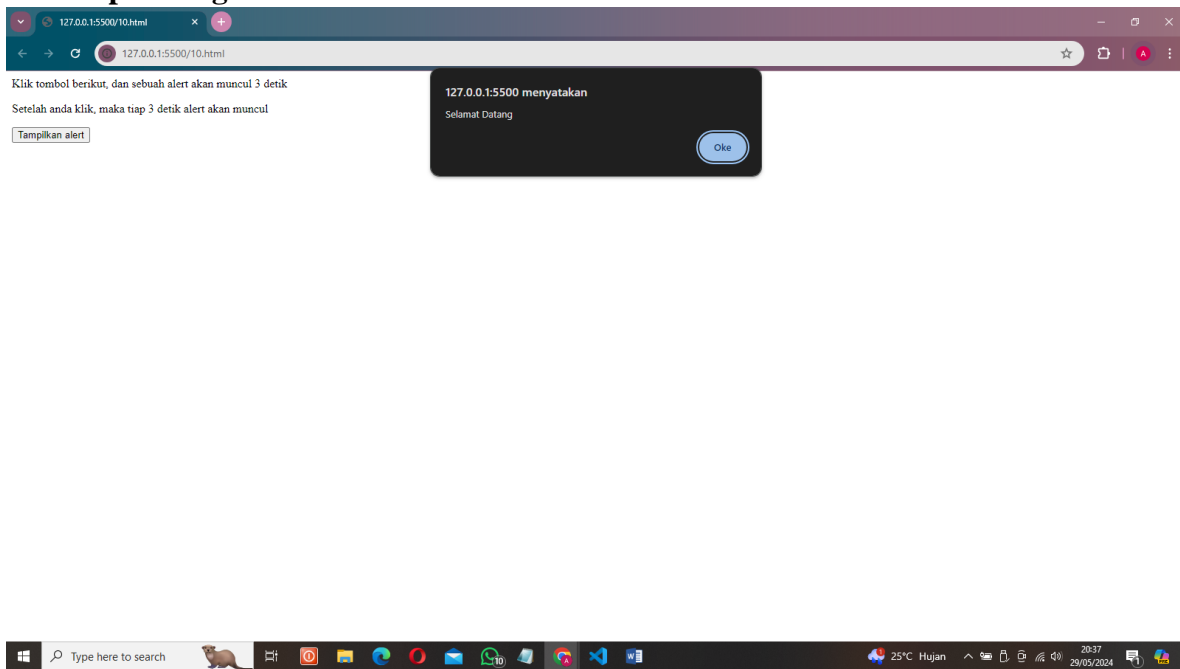 127.0.0.1:5500/10.html
127.0.0.1:5500/10.html
A
Klik tombol berikut, dan sebuah alert akan muncul 3 detik
Setelah anda klik, maka tiap 3 detik alert akan muncul
Tampilkan alert
127.0.0.1:5500 menyatakan
Selamat Datang
Oke
Type here to search
10
25°C Hujan
20:37
29/05/2024